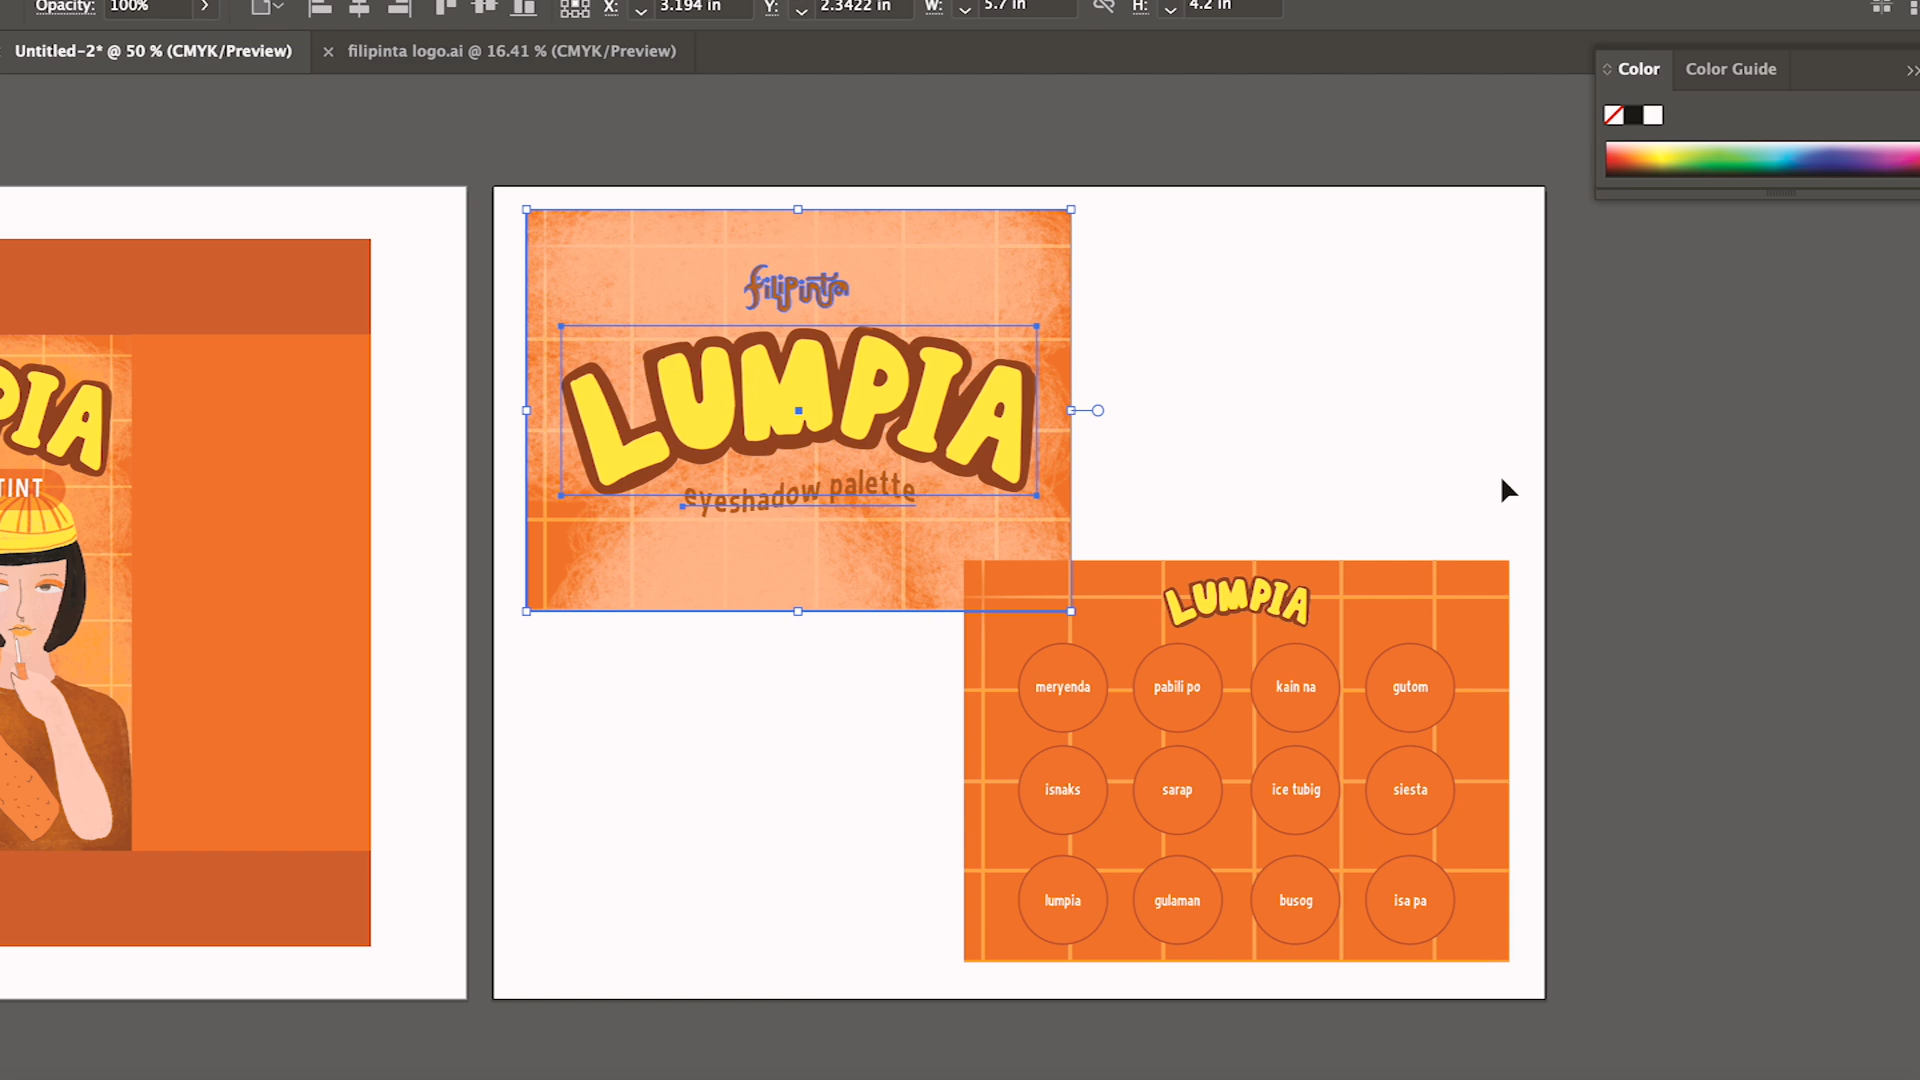 Opacity: 100% X: 3.194 in Y: 2.3422 in W: 5.7 in H: 4.2 in
Untitled-2* @ 50 % (CMYK/Preview) × filipinta logo.ai @ 16.41 % (CMYK/Preview)
Color Color Guide
filipinta
LUMPIA
eyeshadow palette
PIA
TINT
LUMPIA
meryenda pabili po kain na gutom
isnaks sarap ice tubig siesta
lumpia gulaman busog isa pa